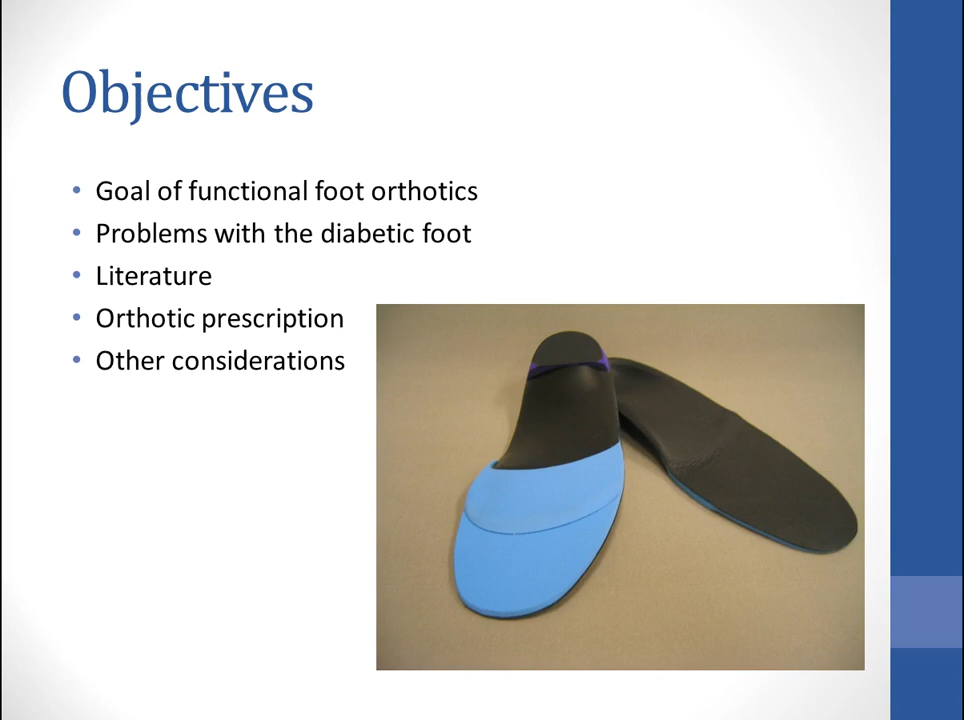 Objectives
• Goal of functional foot orthotics
• Problems with the diabetic foot
• Literature
• Orthotic prescription
• Other considerations